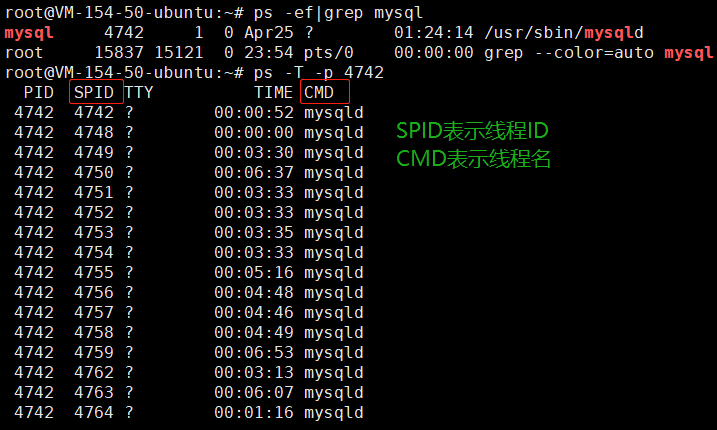 root@VM-154-50-ubuntu:~# ps -ef|grep mysql
mysql     4742     1  0 Apr25 ?        01:24:14 /usr/sbin/mysqld
root     15837 15121  0 23:54 pts/0    00:00:00 grep --color=auto mysql
root@VM-154-50-ubuntu:~# ps -T -p 4742
  PID  SPID TTY          TIME CMD
 4742  4742 ?        00:00:52 mysqld
 4742  4748 ?        00:00:00 mysqld
 4742  4749 ?        00:03:30 mysqld
 4742  4750 ?        00:06:37 mysqld
 4742  4751 ?        00:03:33 mysqld
 4742  4752 ?        00:03:33 mysqld
 4742  4753 ?        00:03:35 mysqld
 4742  4754 ?        00:03:33 mysqld
 4742  4755 ?        00:05:16 mysqld
 4742  4756 ?        00:04:48 mysqld
 4742  4757 ?        00:04:46 mysqld
 4742  4758 ?        00:04:49 mysqld
 4742  4759 ?        00:06:53 mysqld
 4742  4762 ?        00:03:13 mysqld
 4742  4763 ?        00:06:07 mysqld
 4742  4764 ?        00:01:16 mysqld
SPID表示线程ID
CMD表示线程名